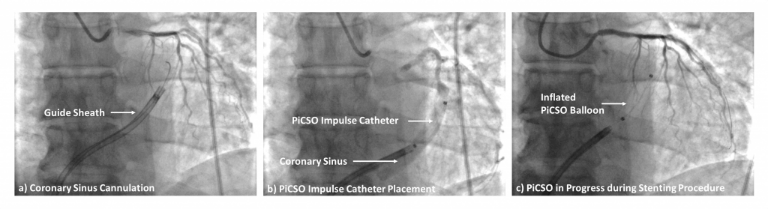 Guide Sheath
a) Coronary Sinus Cannulation
PiCSO Impulse Catheter
Coronary Sinus
b) PiCSO Impulse Catheter Placement
Inflated
PiCSO Balloon
c) PiCSO in Progress during Stenting Procedure